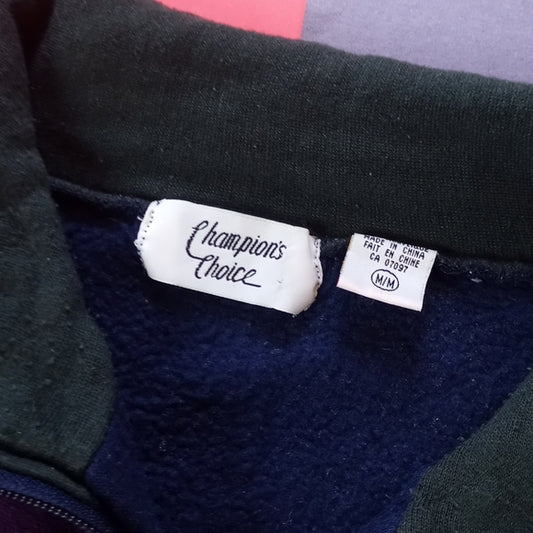 Champion's
Choice
MADE IN CHINA
FAIT EN CHINE
CA 07097
M/M